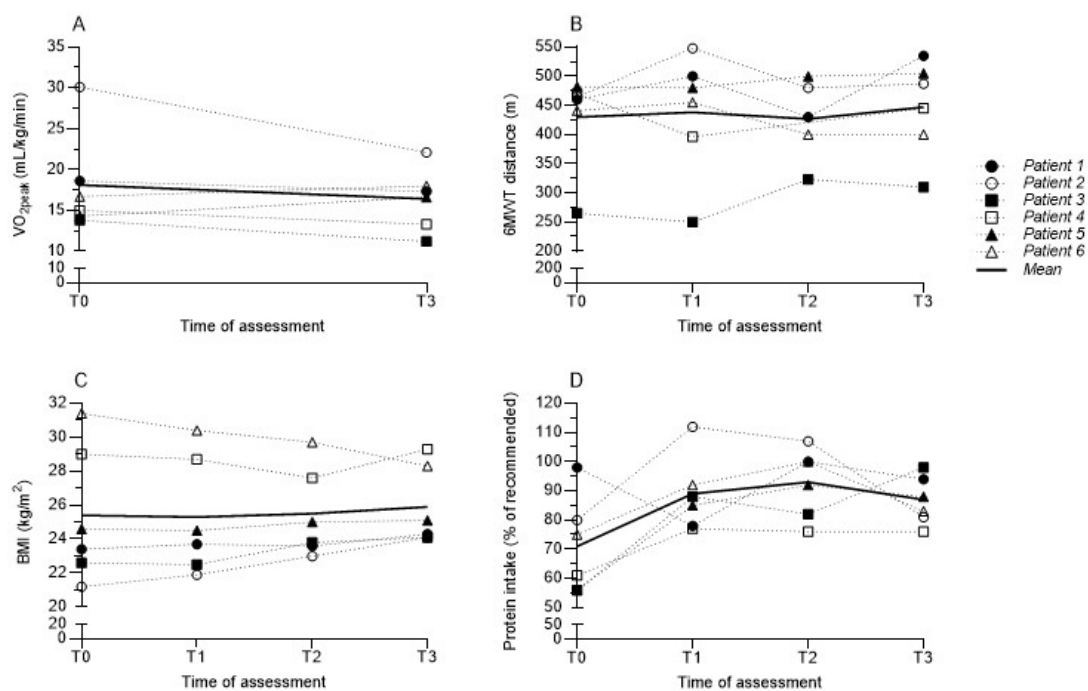 A
35
30
25
20
15
10
10
0
VO2peak (mL/kg/min)
T0 T3
Time of assessment
B
550
500
450
400
350
300
250
200
200
0
6MWT distance (m)
T0 T1 T2 T3
Time of assessment
Patient 1
Patient 2
Patient 3
Patient 4
Patient 5
Patient 6
Mean
C
32
30
28
26
24
22
20
20
0
BMI (kg/m²)
T0 T1 T2 T3
Time of assessment
D
120
110
100
90
80
70
60
50
50
0
Protein intake (% of recommended)
T0 T1 T2 T3
Time of assessment